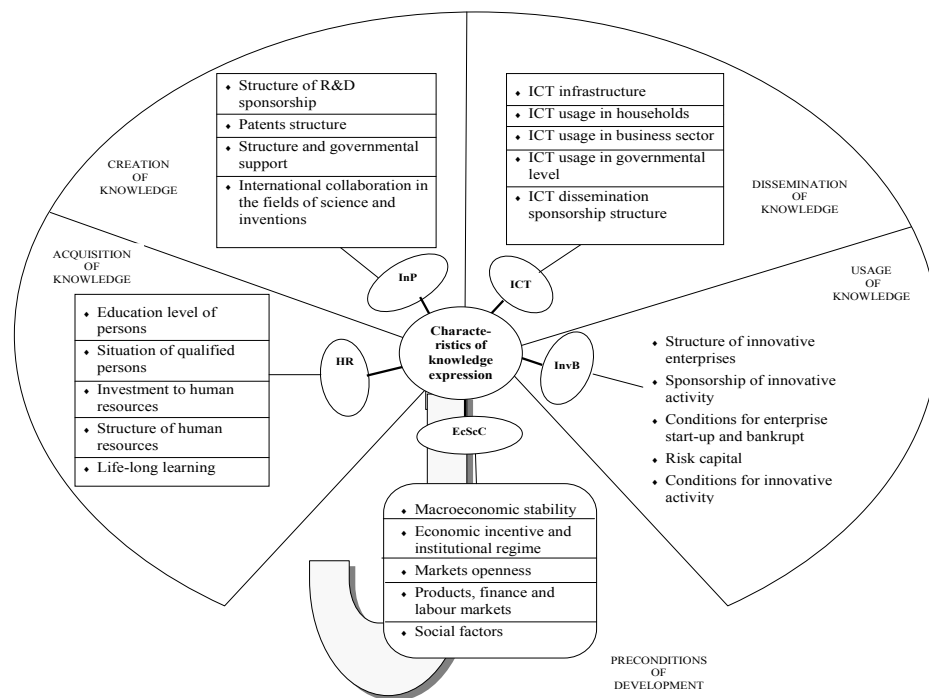 CREATION
OF
KNOWLEDGE
⬧ Structure of R&D
sponsorship
⬧ Patents structure
⬧ Structure and governmental
support
⬧ International collaboration in
the fields of science and
inventions
⬧ ICT infrastructure
⬧ ICT usage in households
⬧ ICT usage in business sector
⬧ ICT usage in governmental
level
⬧ ICT dissemination
sponsorship structure
DISSEMINATION
OF KNOWLEDGE
ACQUISITION
OF
KNOWLEDGE
InP
ICT
USAGE
OF
KNOWLEDGE
⬧ Education level of
persons
⬧ Situation of qualified
persons
⬧ Investment to human
resources
⬧ Structure of human
resources
⬧ Life-long learning
HR
Characte-
ristics of
knowledge
expression
InvB
⬧ Structure of innovative
enterprises
⬧ Sponsorship of innovative
activity
⬧ Conditions for enterprise
start-up and bankrupt
⬧ Risk capital
⬧ Conditions for innovative
activity
EcScC
⬧ Macroeconomic stability
⬧ Economic incentive and
institutional regime
⬧ Markets openness
⬧ Products, finance and
labour markets
⬧ Social factors
PRECONDITIONS
OF
DEVELOPMENT